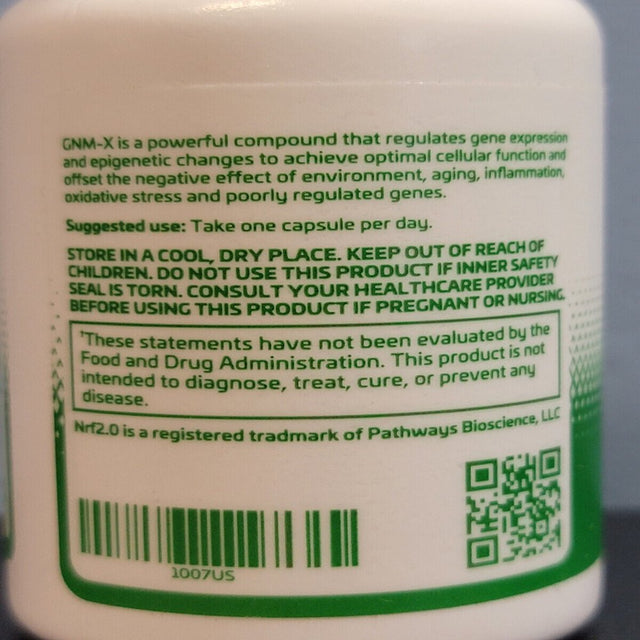 GNM-X is a powerful compound that regulates gene expression
and epigenetic changes to achieve optimal cellular function and
offset the negative effect of environment, aging, inflammation,
oxidative stress and poorly regulated genes.
Suggested use: Take one capsule per day.
STORE IN A COOL, DRY PLACE. KEEP OUT OF REACH OF
CHILDREN. DO NOT USE THIS PRODUCT IF INNER SAFETY
SEAL IS TORN. CONSULT YOUR HEALTHCARE PROVIDER
BEFORE USING THIS PRODUCT IF PREGNANT OR NURSING.
†These statements have not been evaluated by the
Food and Drug Administration. This product is not
intended to diagnose, treat, cure, or prevent any
disease.
Nrf2.0 is a registered tradmark of Pathways Bioscience, LLC
1007US